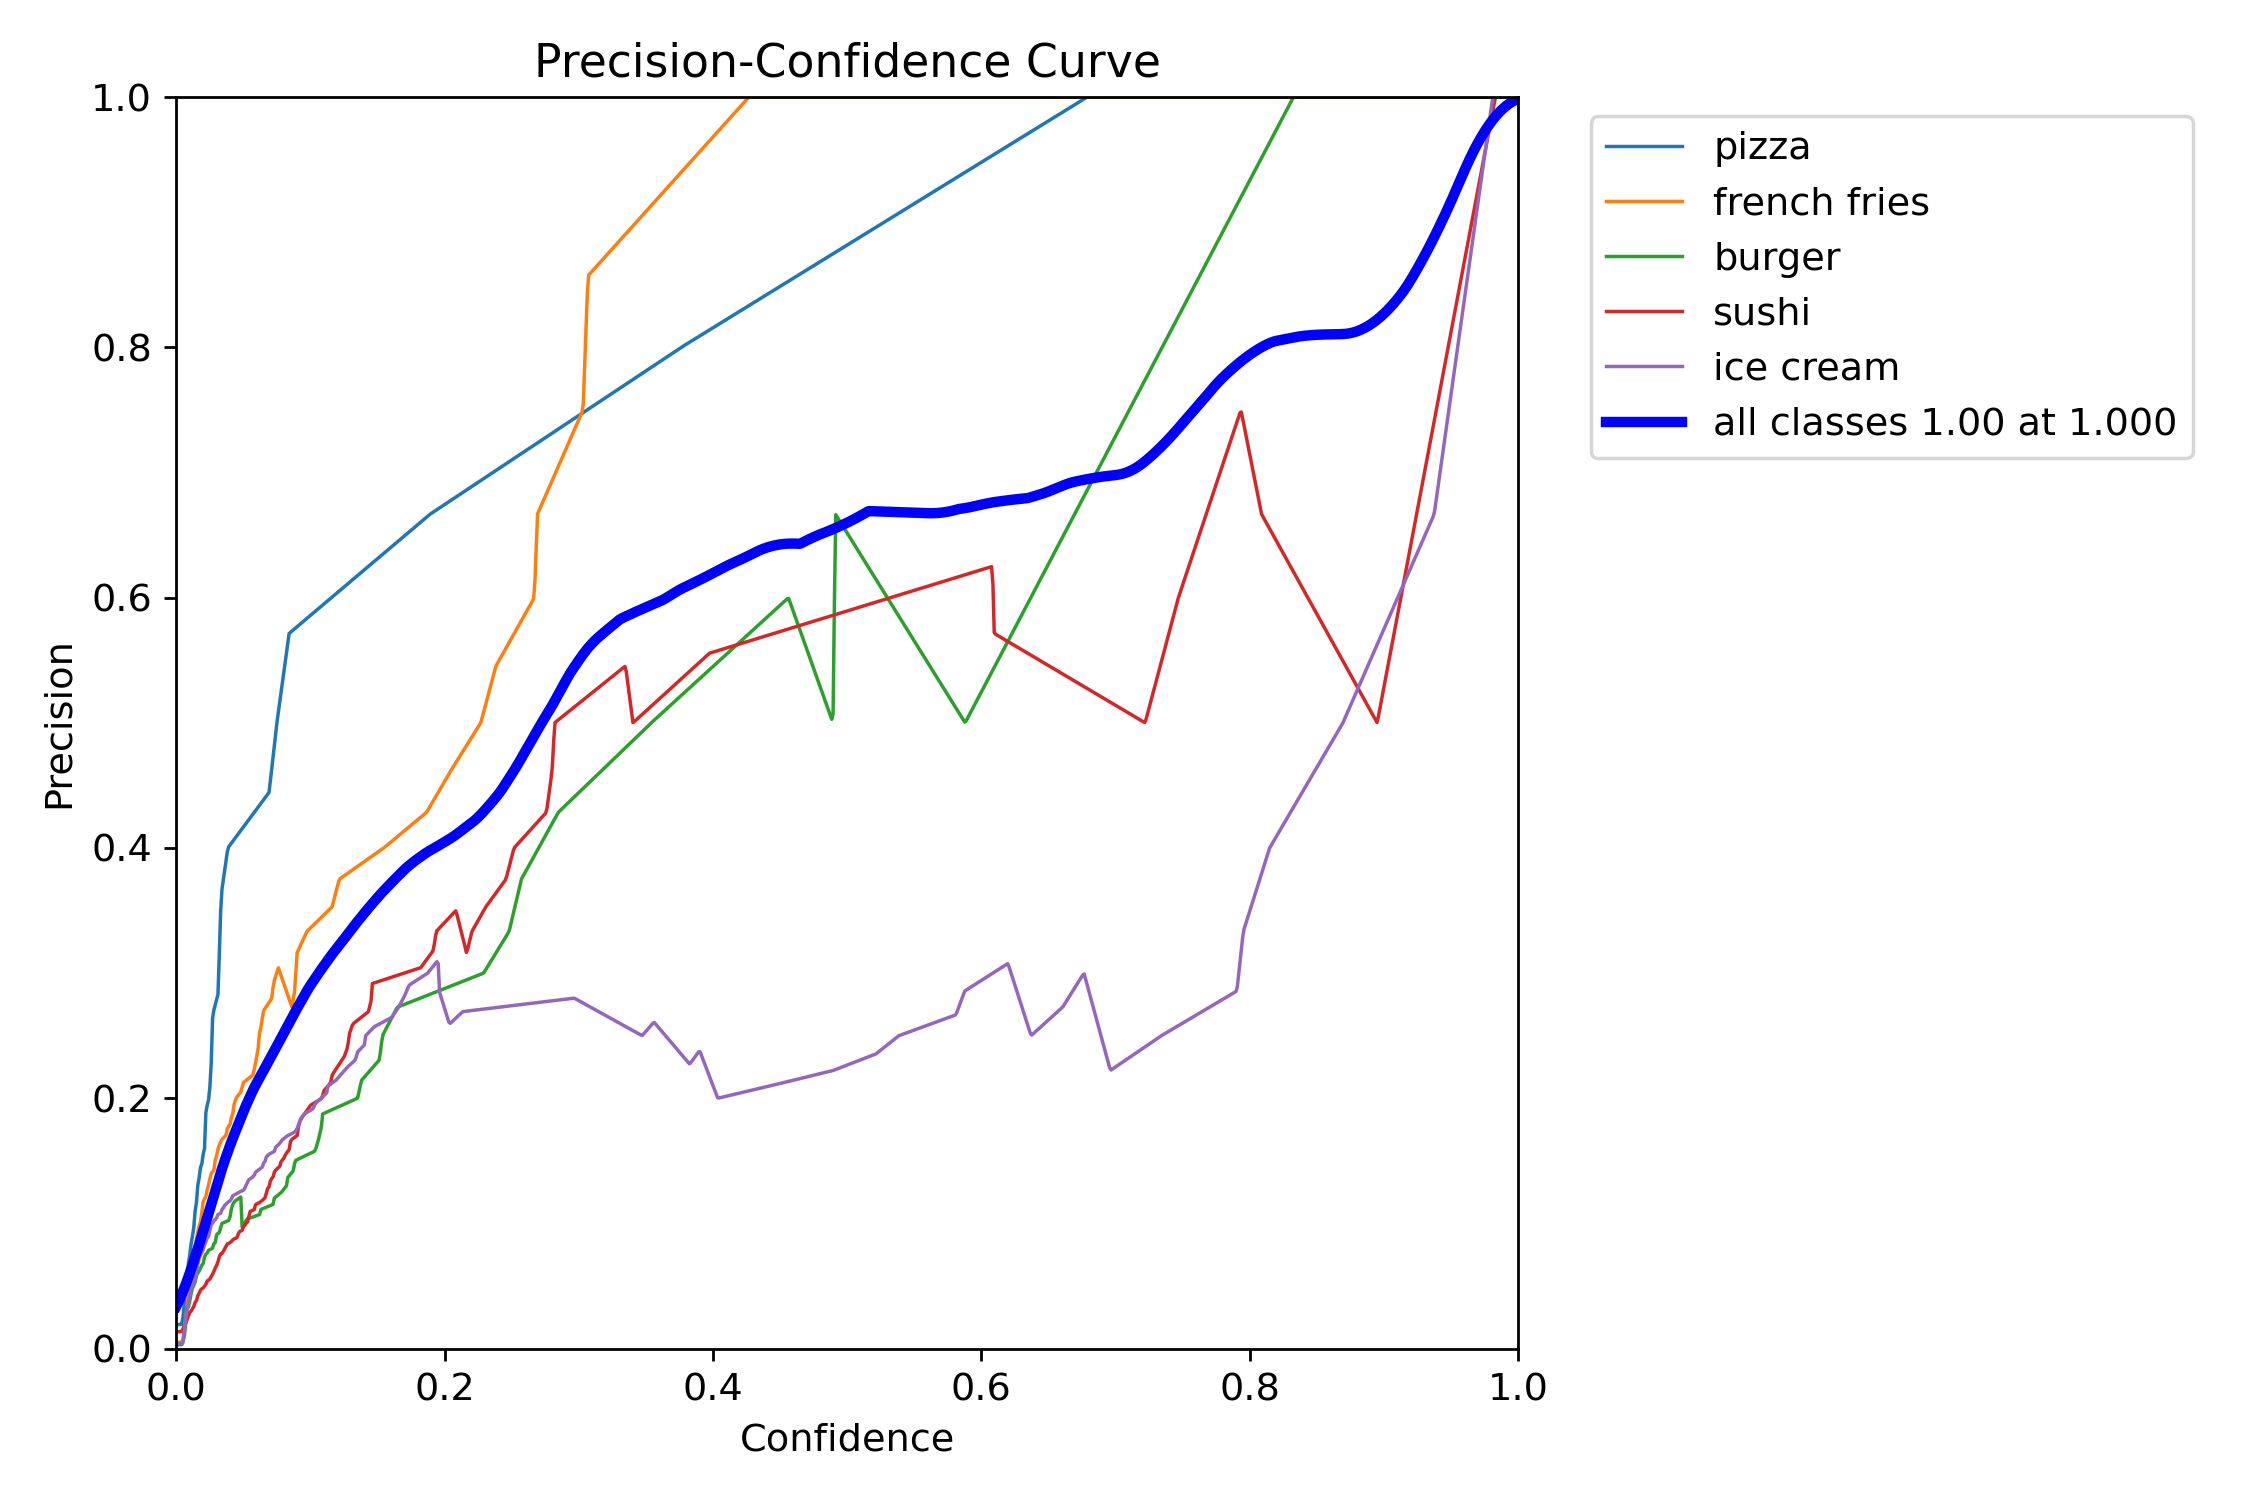 Precision-Confidence Curve
1.0
0.8
0.6
0.4
0.2
0.0
Precision
0.0 0.2 0.4 0.6 0.8 1.0
Confidence
pizza
french fries
burger
sushi
ice cream
all classes 1.00 at 1.000